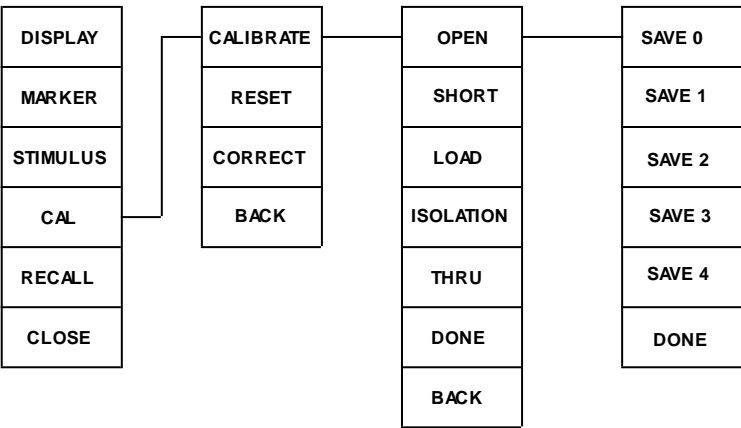 DISPLAY
MARKER
STIMULUS
CAL
RECALL
CLOSE
CALIBRATE
RESET
CORRECT
BACK
OPEN
SHORT
LOAD
ISOLATION
THRU
DONE
BACK
SAVE 0
SAVE 1
SAVE 2
SAVE 3
SAVE 4
DONE